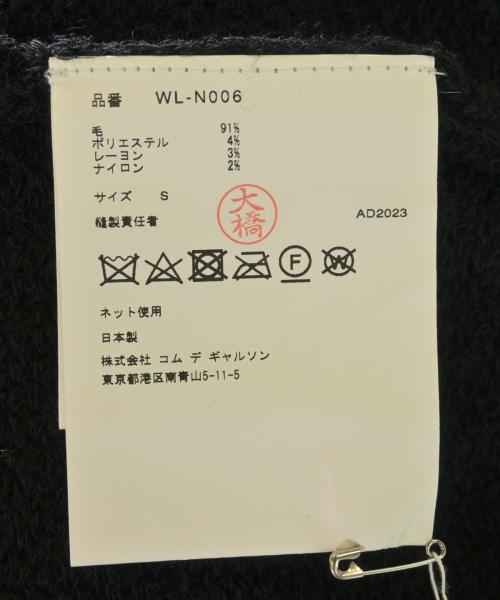 品番 WL-N006
毛 91%
ポリエステル 4%
レーヨン 3%
ナイロン 2%
サイズ S
縫製責任者 大橋 AD2023
F W
ネット使用
日本製
株式会社 コム デ ギャルソン
東京都港区南青山5-11-5